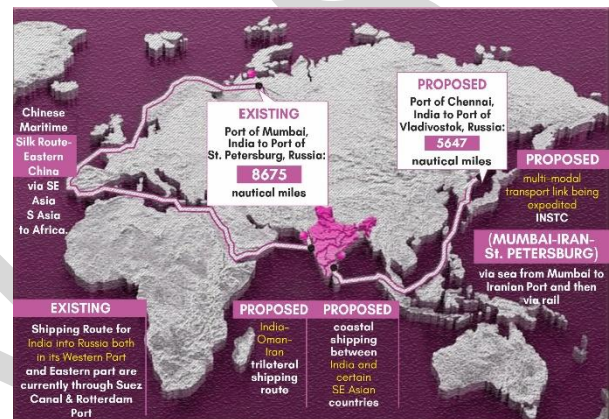 Chinese
Maritime
Silk Route-
Eastern
China
via SE
Asia
S Asia
to Africa.
EXISTING
Port of Mumbai,
India to Port of
St. Petersburg, Russia:
8675
nautical miles
PROPOSED
Port of Chennai,
India to Port of
Vladivostok, Russia:
5647
nautical miles
PROPOSED
multi-modal
transport link being
expedited
INSTC
(MUMBAI-IRAN-
St. PETERSBURG)
via sea from Mumbai to
Iranian Port and then
via rail
EXISTING
Shipping Route for
India into Russia both
in its Western Part
and Eastern part are
currently through Suez
Canal & Rotterdam
Port
PROPOSED
India-
Oman-
Iran
trilateral
shipping
route
PROPOSED
coastal
shipping
between
India and
certain
SE Asian
countries